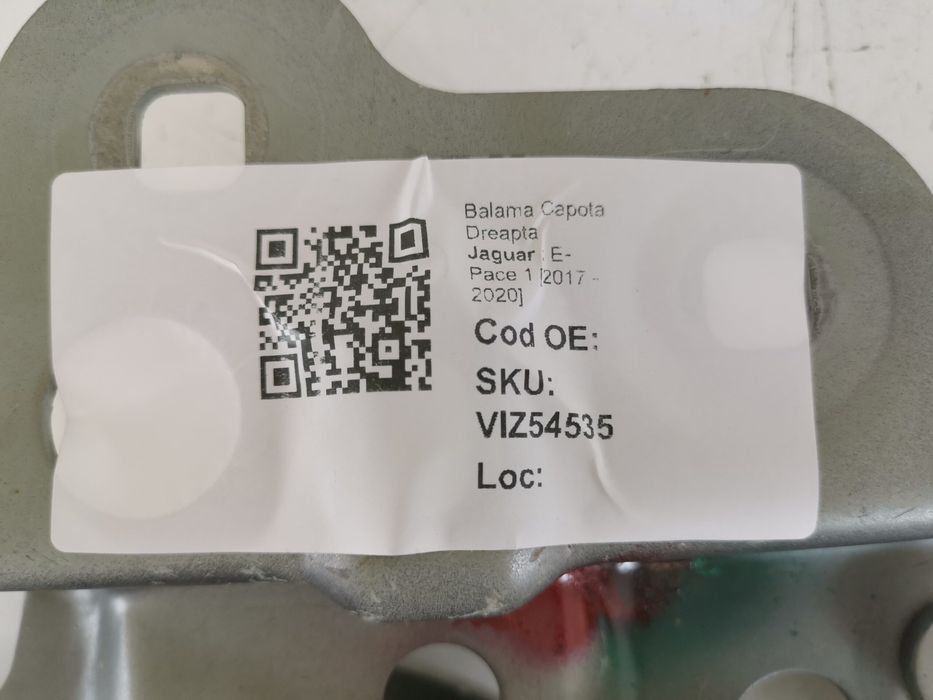 Balama Capota
Dreapta
Jaguar : E-
Pace 1 [2017 -
2020]
Cod OE:
SKU:
VIZ54535
Loc: